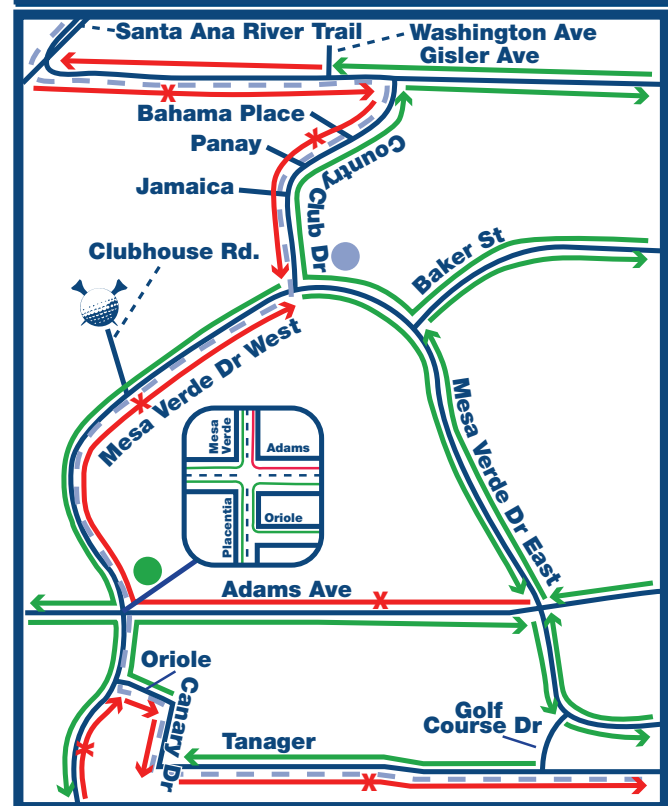 Santa Ana River Trail
Washington Ave
Gisler Ave
Bahama Place
Panay
Country Club Dr
Jamaica
Baker St
Clubhouse Rd.
Mesa Verde Dr West
Mesa Verde Dr East
Mesa
Verde
Adams
Placentia
Oriole
Adams Ave
Oriole
Canary Dr
Golf
Course Dr
Tanager